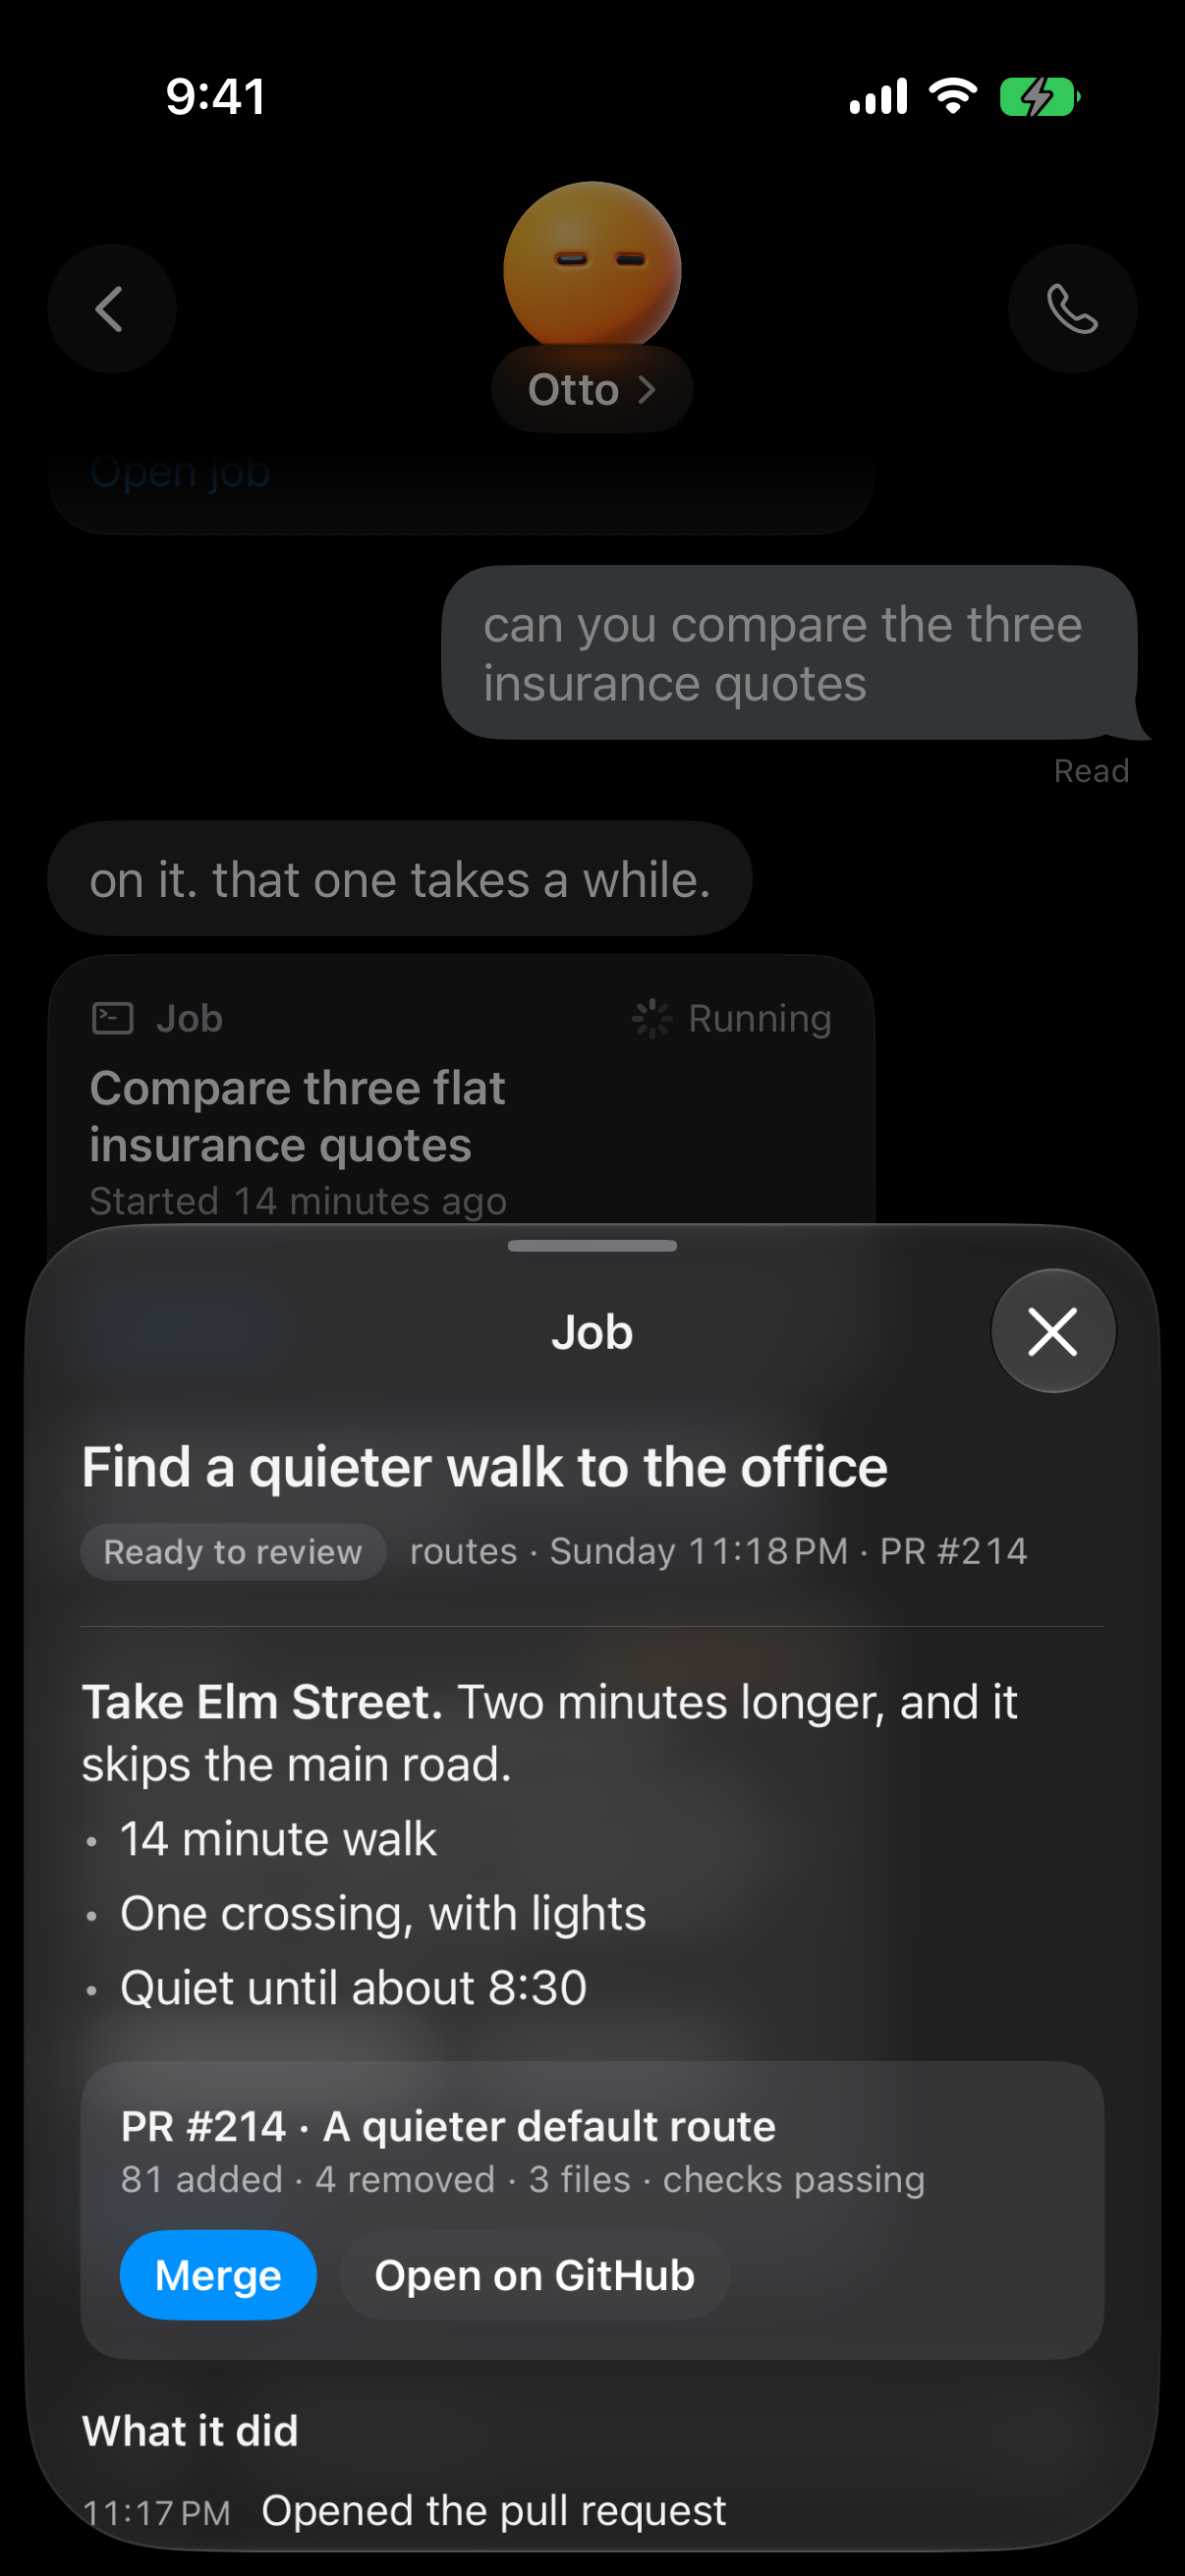 9:41
Otto
Open job
can you compare the three
insurance quotes
Read
on it. that one takes a while.
Job
Running
Compare three flat
insurance quotes
Started 14 minutes ago
Job
Find a quieter walk to the office
Ready to review routes · Sunday 11:18 PM · PR #214
Take Elm Street. Two minutes longer, and it
skips the main road.
• 14 minute walk
• One crossing, with lights
• Quiet until about 8:30
PR #214 · A quieter default route
81 added · 4 removed · 3 files · checks passing
Merge
Open on GitHub
What it did
11:17 PM Opened the pull request